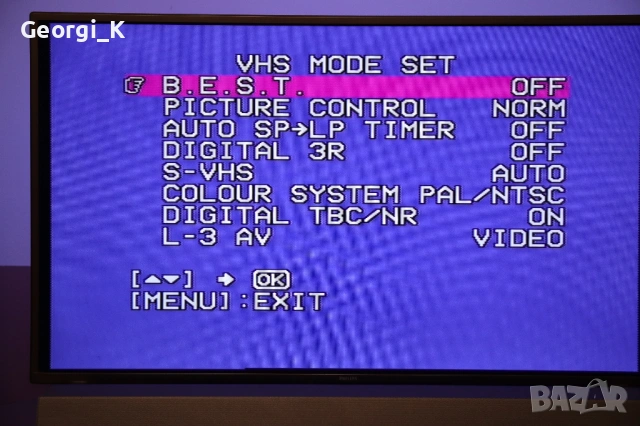 Georgi_K
VHS MODE SET
B.E.S.T. OFF
PICTURE CONTROL NORM
AUTO SP→LP TIMER OFF
DIGITAL 3R OFF
S-VHS AUTO
COLOUR SYSTEM PAL/NTSC
DIGITAL TBC/NR ON
L-3 AV VIDEO
[▲▼] → OK
[MENU]:EXIT
BAZAR